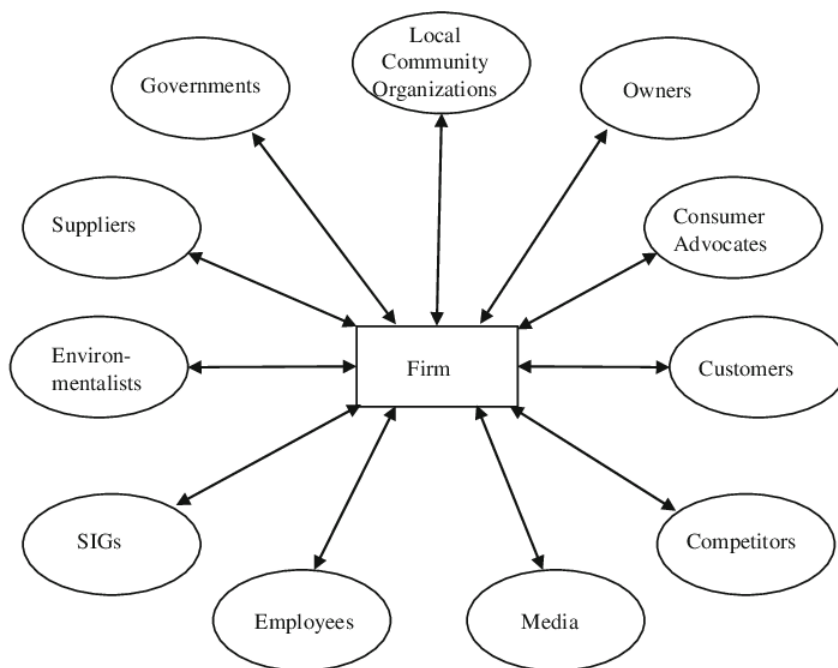 Local
Community
Organizations
Governments
Owners
Suppliers
Consumer
Advocates
Environ-
mentalists
Firm
Customers
SIGs
Competitors
Employees
Media